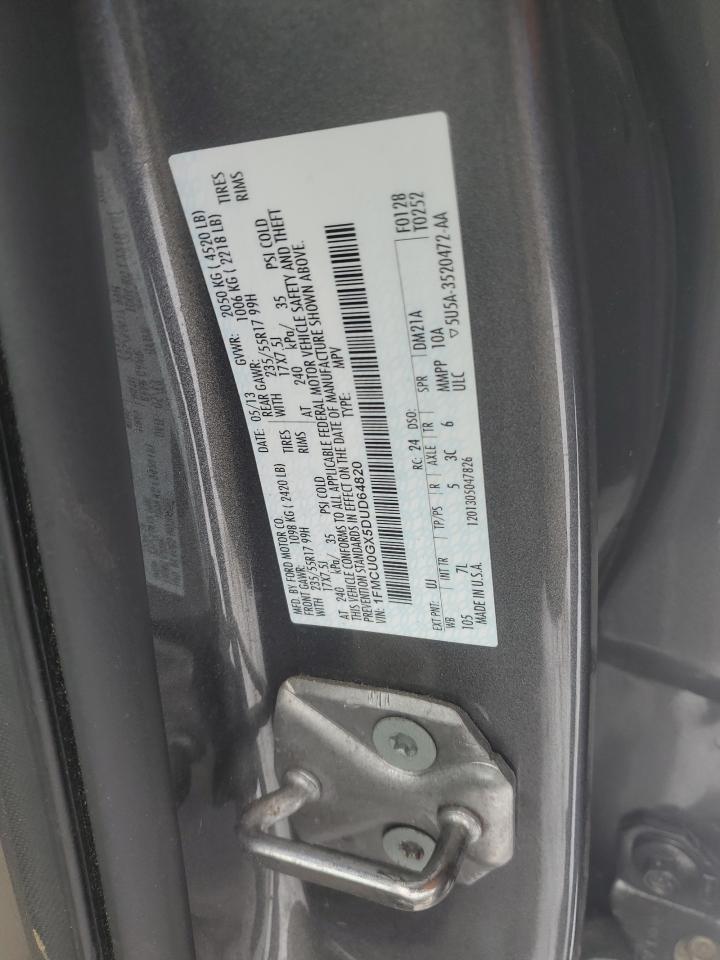 MFD. BY FORD MOTOR CO. DATE: 05/13 GVWR: 2050 KG ( 4520 LB)
FRONT GAWR: 1098 KG ( 2420 LB) REAR GAWR: 1006 KG ( 2218 LB)
WITH 235/55R17 99H TIRES WITH 235/55R17 99H TIRES
17X7.5J RIMS 17X7.5J RIMS
AT 240 kPa/ 35 PSI COLD AT 240 kPa/ 35 PSI COLD
THIS VEHICLE CONFORMS TO ALL APPLICABLE FEDERAL MOTOR VEHICLE SAFETY AND THEFT
PREVENTION STANDARDS IN EFFECT ON THE DATE OF MANUFACTURE SHOWN ABOVE.
VIN: 1FMCU0GX5DUD64820 TYPE: MPV
F0128
T0252
EXT PNT: UJ RC: 24 DSO:
WB INT TR TP/PS R AXLE TR SPR DM21A
105 7L 5 3C 6 MMPP 10A
MADE IN U.S.A. ULC ▽5U5A-3520472-AA
1201305047826